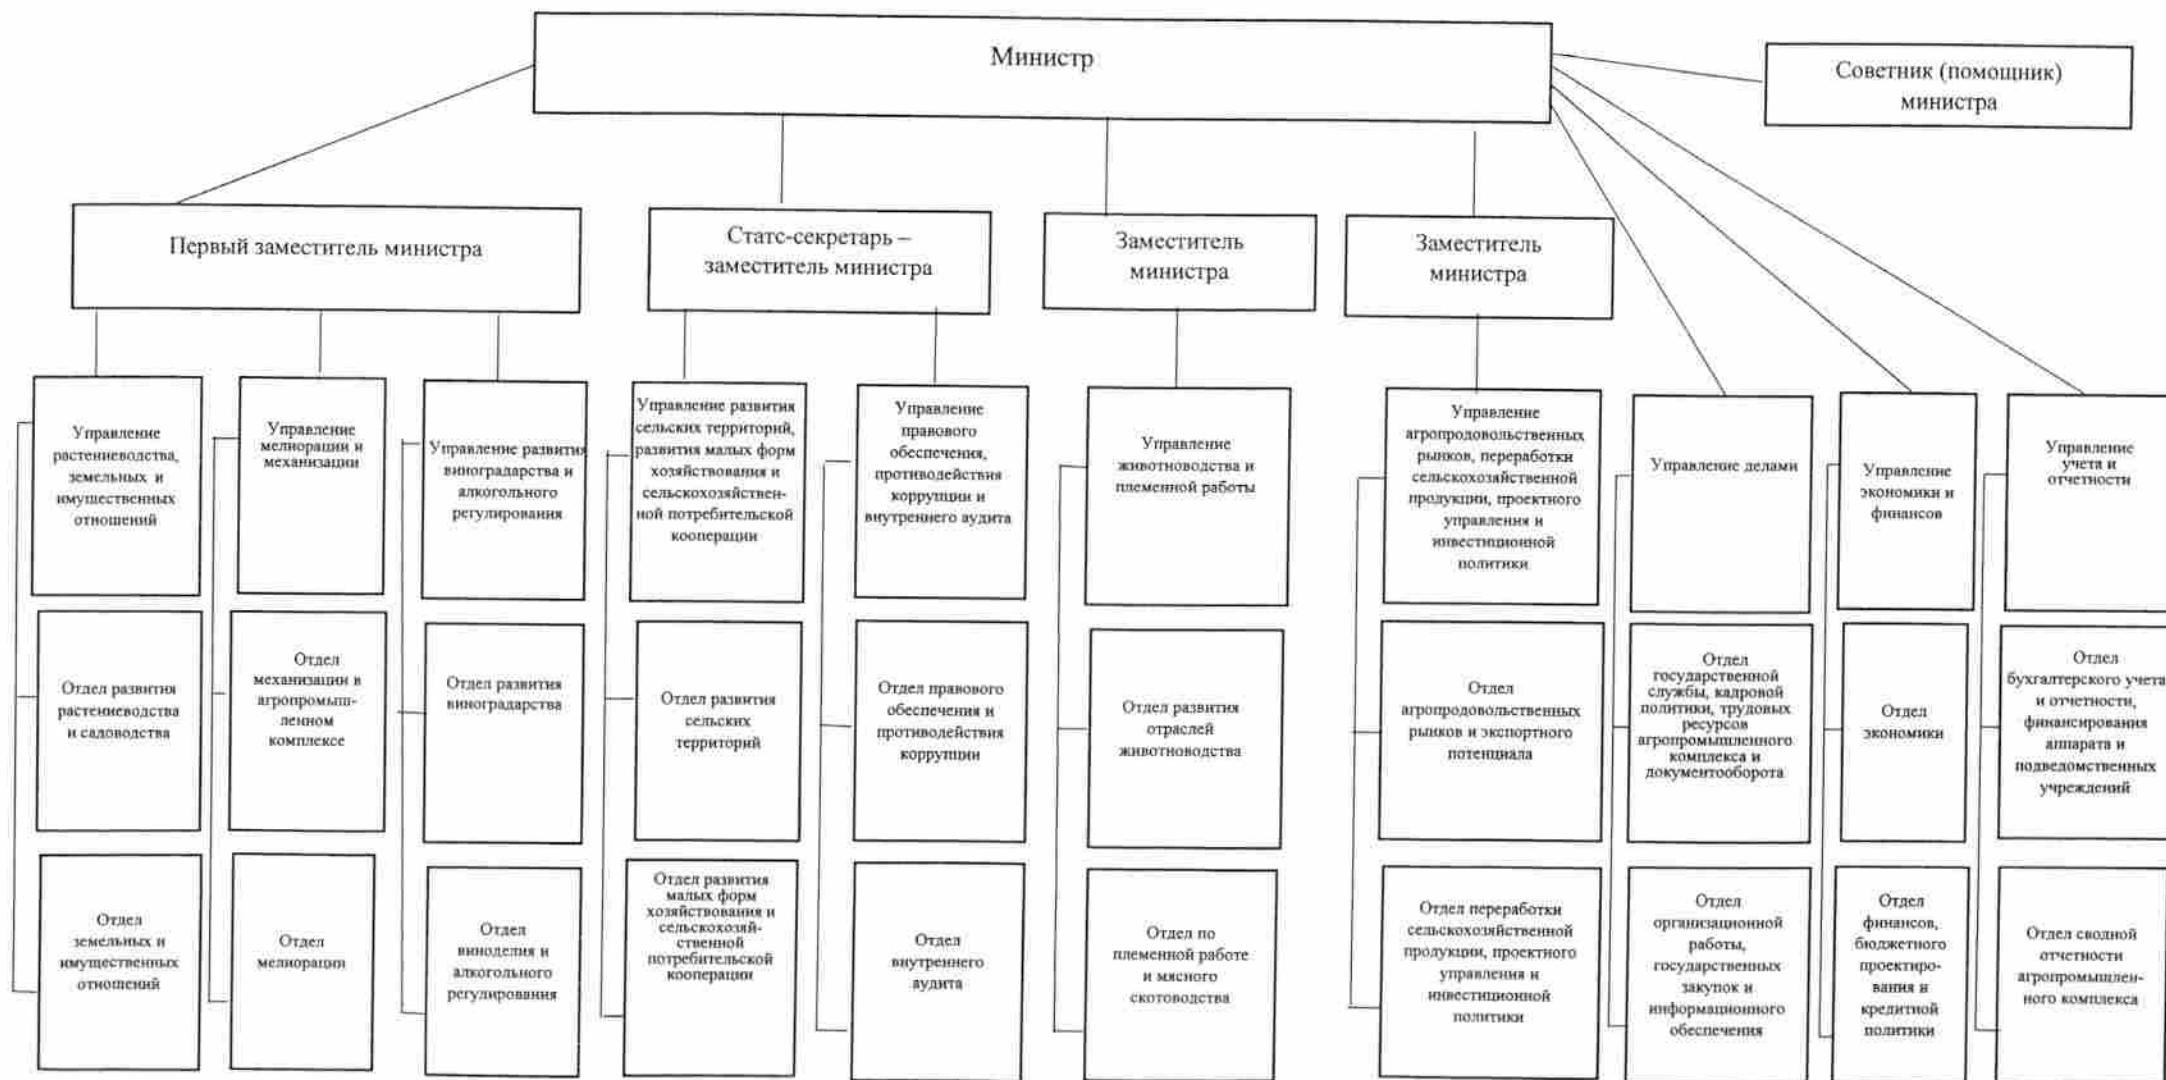 Министр
Советник (помощник)
министра
Первый заместитель министра
Статс-секретарь –
заместитель министра
Заместитель
министра
Заместитель
министра
Управление
растениеводства,
земельных и
имущественных
отношений
Управление
мелиорации и
механизации
Управление развития
виноградарства и
алкогольного
регулирования
Управление развития
сельских территорий,
развития малых форм
хозяйствования и
сельскохозяйствен-
ной потребительской
кооперации
Управление
правового
обеспечения,
противодействия
коррупции и
внутреннего аудита
Управление
животноводства и
племенной работы
Управление
агропродовольственных
рынков, переработки
сельскохозяйственной
продукции, проектного
управления и
инвестиционной
политики
Управление делами
Управление
экономики и
финансов
Управление
учета и
отчетности
Отдел развития
растениеводства
и садоводства
Отдел
механизации в
агропромыш-
ленном
комплексе
Отдел развития
виноградарства
Отдел развития
сельских
территорий
Отдел правового
обеспечения и
противодействия
коррупции
Отдел развития
отраслей
животноводства
Отдел
агропродовольственных
рынков и экспортного
потенциала
Отдел
государственной
службы, кадровой
политики, трудовых
ресурсов
агропромышленного
комплекса и
документооборота
Отдел
экономики
Отдел
бухгалтерского учета
и отчетности,
финансирования
аппарата и
подведомственных
учреждений
Отдел
земельных и
имущественных
отношений
Отдел
мелиорации
Отдел
виноделия и
алкогольного
регулирования
Отдел развития
малых форм
хозяйствования и
сельскохозяй-
ственной
потребительской
кооперации
Отдел
внутреннего
аудита
Отдел по
племенной работе
и мясного
скотоводства
Отдел переработки
сельскохозяйственной
продукции, проектного
управления и
инвестиционной
политики
Отдел
организационной
работы,
государственных
закупок и
информационного
обеспечения
Отдел
финансов,
бюджетного
проектиро-
вания и
кредитной
политики
Отдел сводной
отчетности
агропромышлен-
ного комплекса